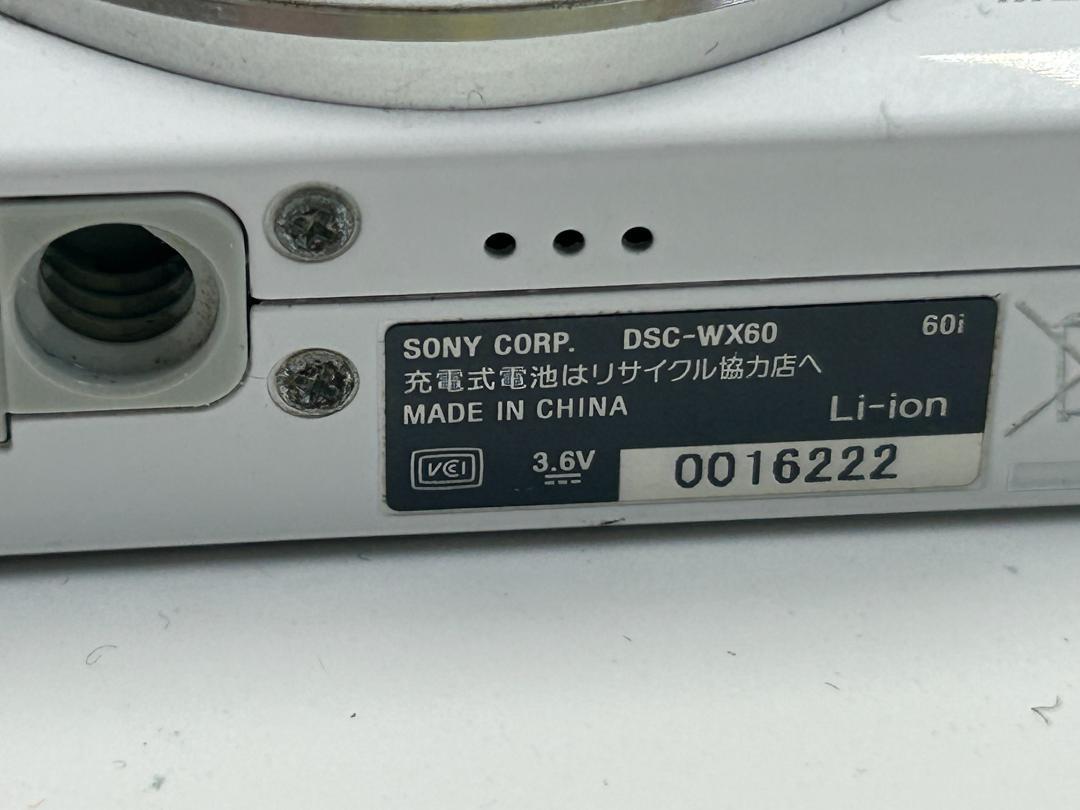 SONY CORP. DSC-WX60 60i
充電式電池はリサイクル協力店へ
MADE IN CHINA Li-ion
VCCI 3.6V 0016222